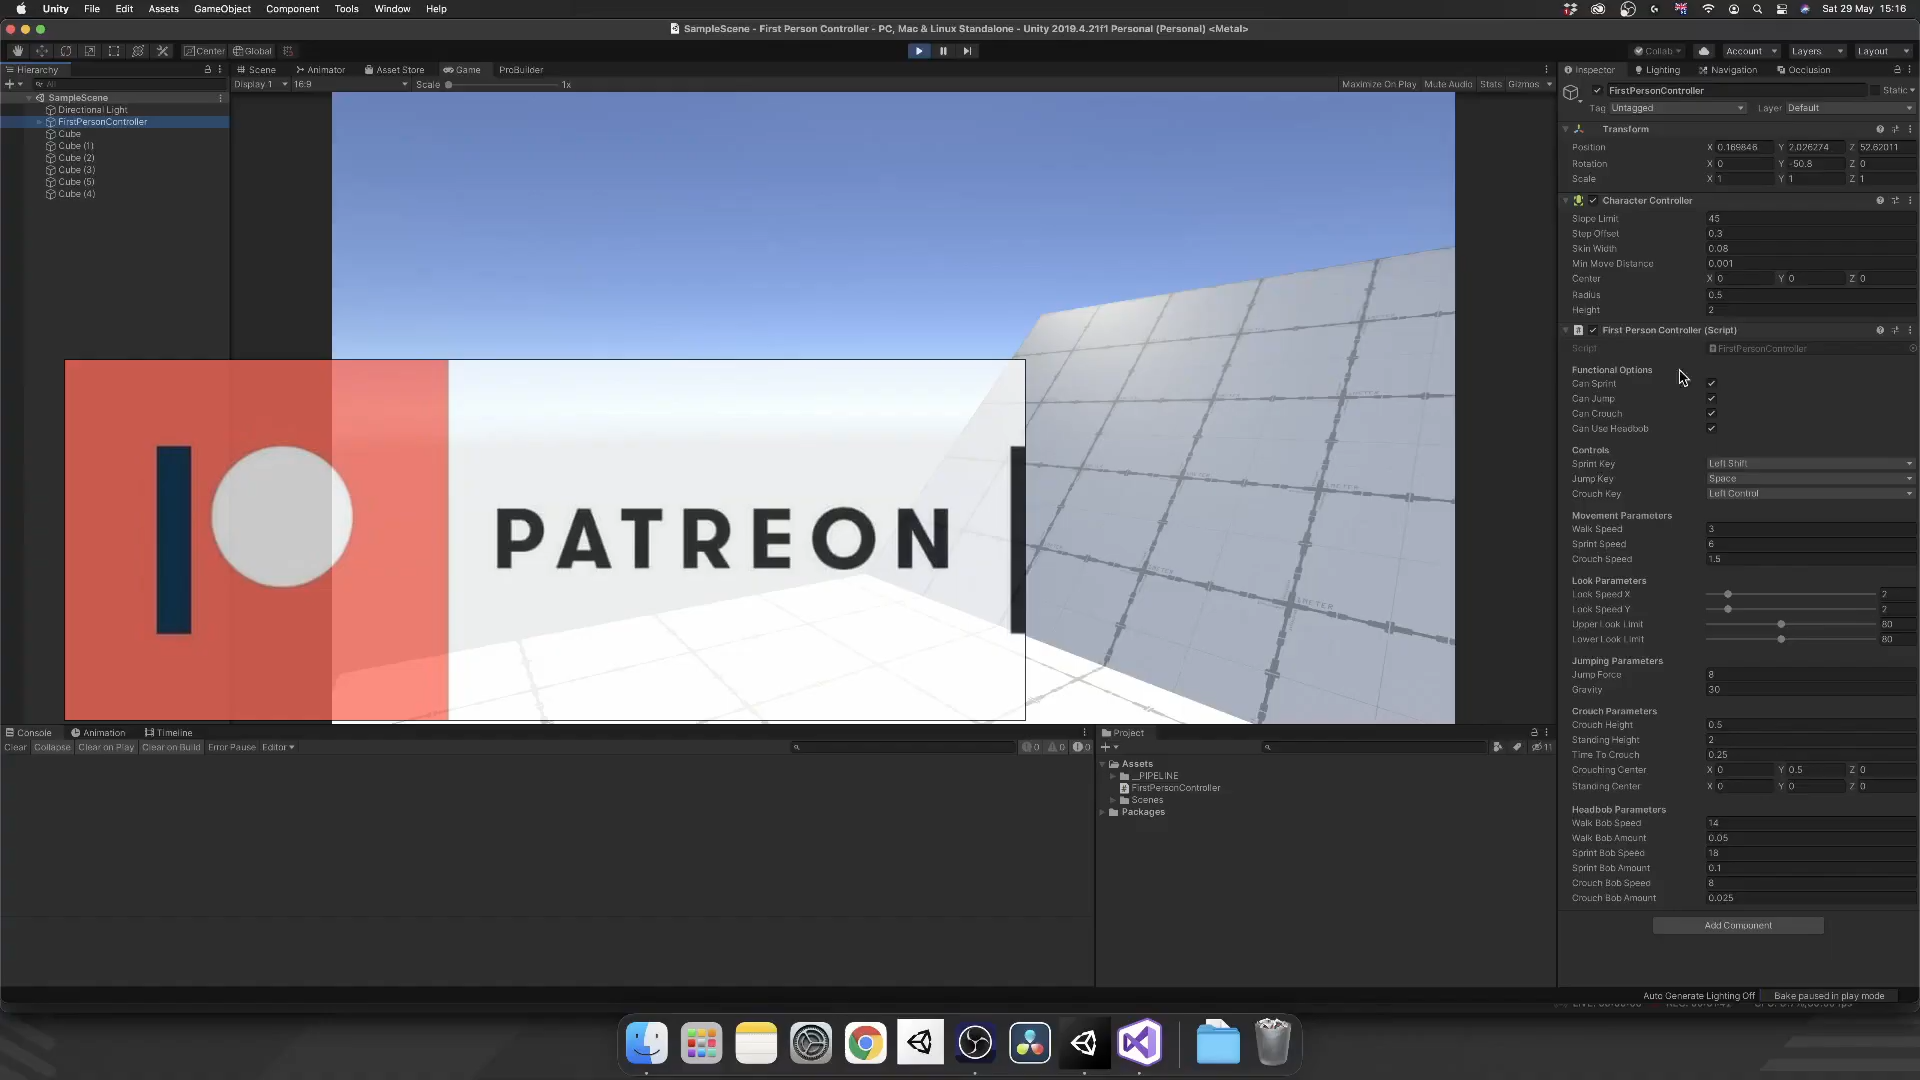 Unity File Edit Assets GameObject Component Tools Window Help Sat 29 May 15:16
SampleScene - First Person Controller - PC, Mac & Linux Standalone - Unity 2019.4.21f1 Personal (Personal) <Metal>
Center Global Collab Account Layers Layout
Hierarchy Scene Animator Asset Store Game ProBuilder Inspector Lighting Navigation Occlusion
All Display 1 16:9 Scale 1x Maximize On Play Mute Audio Stats Gizmos
SampleScene
Directional Light
FirstPersonController
Cube
Cube (1)
Cube (2)
Cube (3)
Cube (5)
Cube (4)
PATREON
FirstPersonController Static
Tag Untagged Layer Default
Transform
Position X 0.169846 Y 2.026274 Z 52.62011
Rotation X 0 Y -50.8 Z 0
Scale X 1 Y 1 Z 1
Character Controller
Slope Limit 45
Step Offset 0.3
Skin Width 0.08
Min Move Distance 0.001
Center X 0 Y 0 Z 0
Radius 0.5
Height 2
First Person Controller (Script)
Script FirstPersonController
Functional Options
Can Sprint
Can Jump
Can Crouch
Can Use Headbob
Controls
Sprint Key Left Shift
Jump Key Space
Crouch Key Left Control
Movement Parameters
Walk Speed 3
Sprint Speed 6
Crouch Speed 1.5
Look Parameters
Look Speed X 2
Look Speed Y 2
Upper Look Limit 80
Lower Look Limit 80
Jumping Parameters
Jump Force 8
Gravity 30
Crouch Parameters
Crouch Height 0.5
Standing Height 2
Time To Crouch 0.25
Crouching Center X 0 Y 0.5 Z 0
Standing Center X 0 Y 0 Z 0
Headbob Parameters
Walk Bob Speed 14
Walk Bob Amount 0.05
Sprint Bob Speed 18
Sprint Bob Amount 0.1
Crouch Bob Speed 8
Crouch Bob Amount 0.025
Add Component
Console Animation Timeline
Clear Collapse Clear on Play Clear on Build Error Pause Editor 0 0 0
Project
11
Assets
__PIPELINE
FirstPersonController
Scenes
Packages
Auto Generate Lighting Off Bake paused in play mode